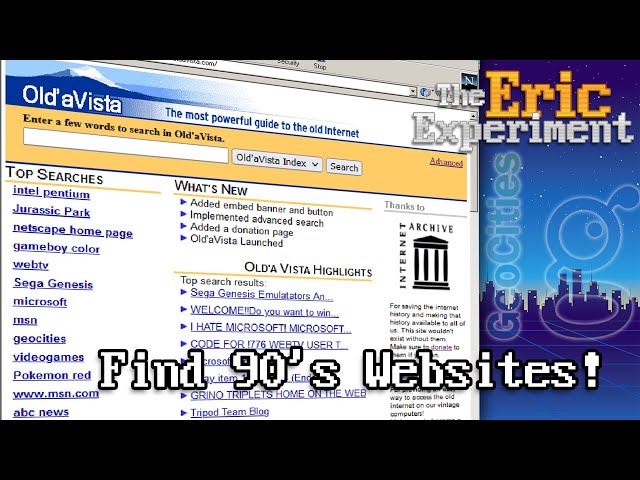 davista.com/
Security
Stop
N
The Eric
Experiment
Old'aVista
The most powerful guide to the old Internet
Enter a few words to search in Old'aVista.
Old'aVista Index
Search
Advanced
TOP SEARCHES
intel pentium
Jurassic Park
netscape home page
gameboy color
webtv
Sega Genesis
microsoft
msn
geocities
videogames
Pokemon red
www.msn.com
abc news
WHAT'S NEW
Added embed banner and button
Implemented advanced search
Added a donation page
Old'aVista Launched
OLD'A VISTA HIGHLIGHTS
Top search results:
Sega Genesis Emulatators An...
WELCOME!!Do you want to win...
I HATE MICROSOFT! MICROSOFT...
CODE FOR !?76 WEBTV USER T...
GRINO TRIPLETS HOME ON THE WEB
Tripod Team Blog
Thanks to
INTERNET ARCHIVE
For saving the internet
history and making that
history available to all
of us. This site wouldn't
exist without them.
Make sure to donate to
them if you
easy way to access the
old internet on our vintage
computers!
GeoCities
Find 90's Websites!